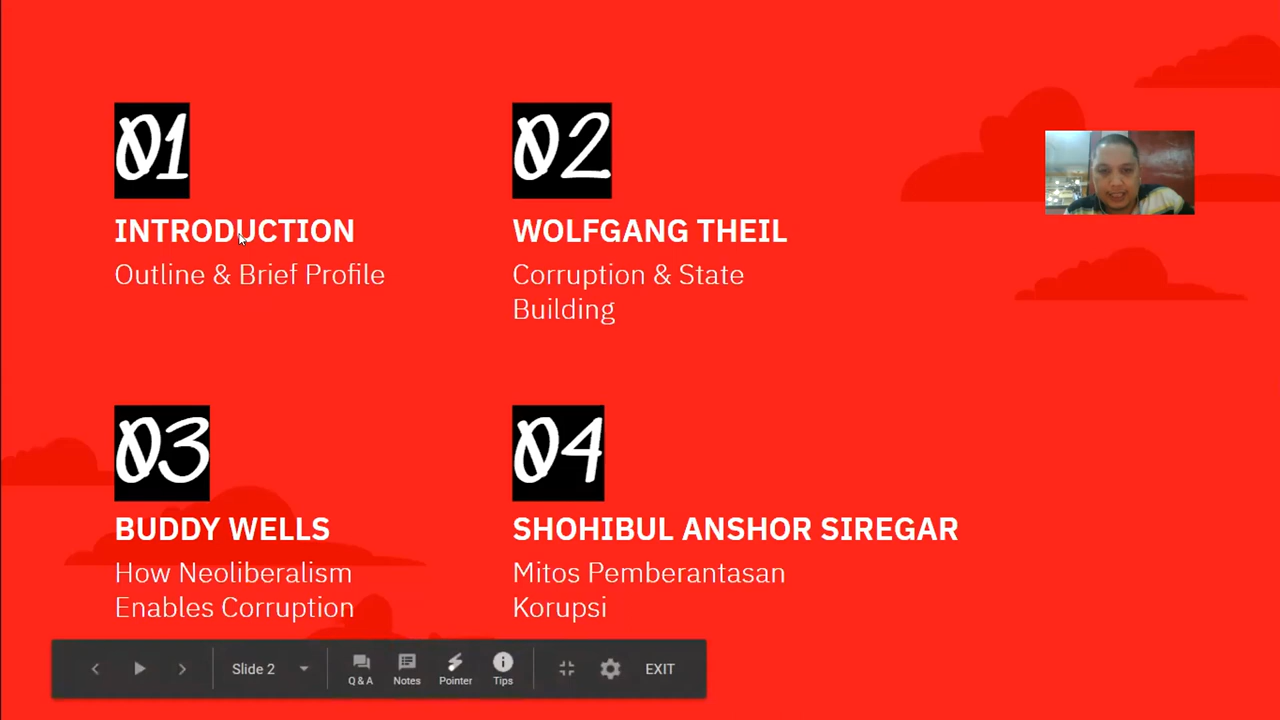 01
INTRODUCTION
Outline & Brief Profile
02
WOLFGANG THEIL
Corruption & State
Building
03
BUDDY WELLS
How Neoliberalism
Enables Corruption
04
SHOHIBUL ANSHOR SIREGAR
Mitos Pemberantasan
Korupsi
Slide 2
Q & A
Notes
Pointer
Tips
EXIT